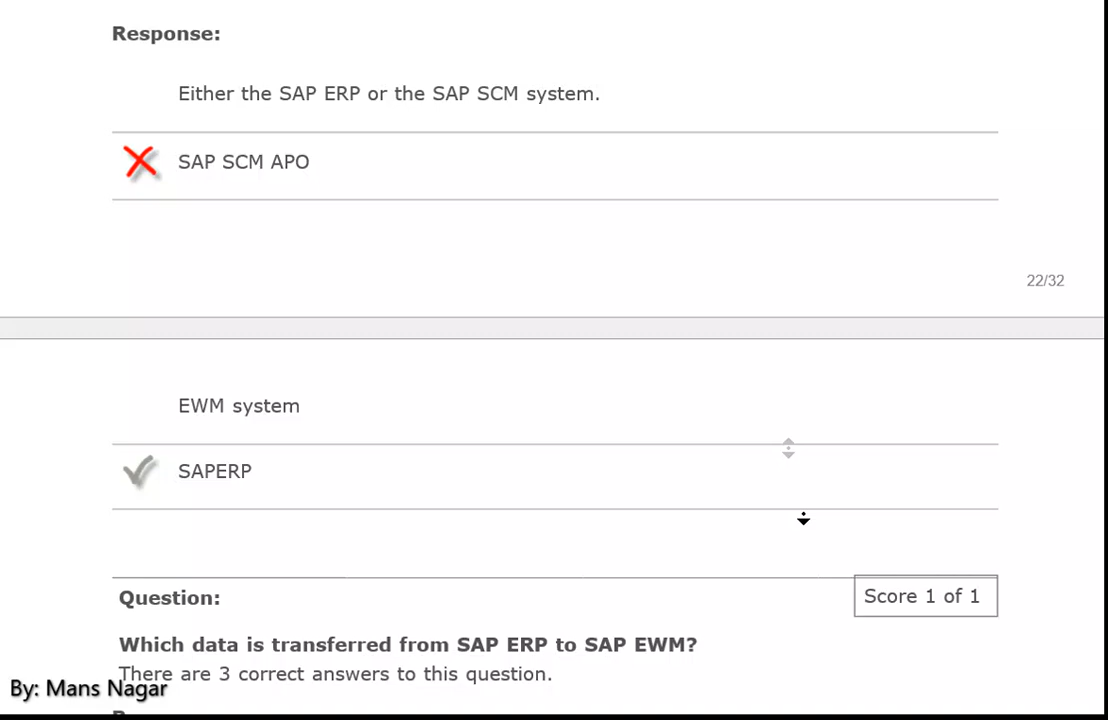 Response:
Either the SAP ERP or the SAP SCM system.
SAP SCM APO
22/32
EWM system
SAPERP
Question:
Score 1 of 1
Which data is transferred from SAP ERP to SAP EWM?
There are 3 correct answers to this question.
By: Mans Nagar